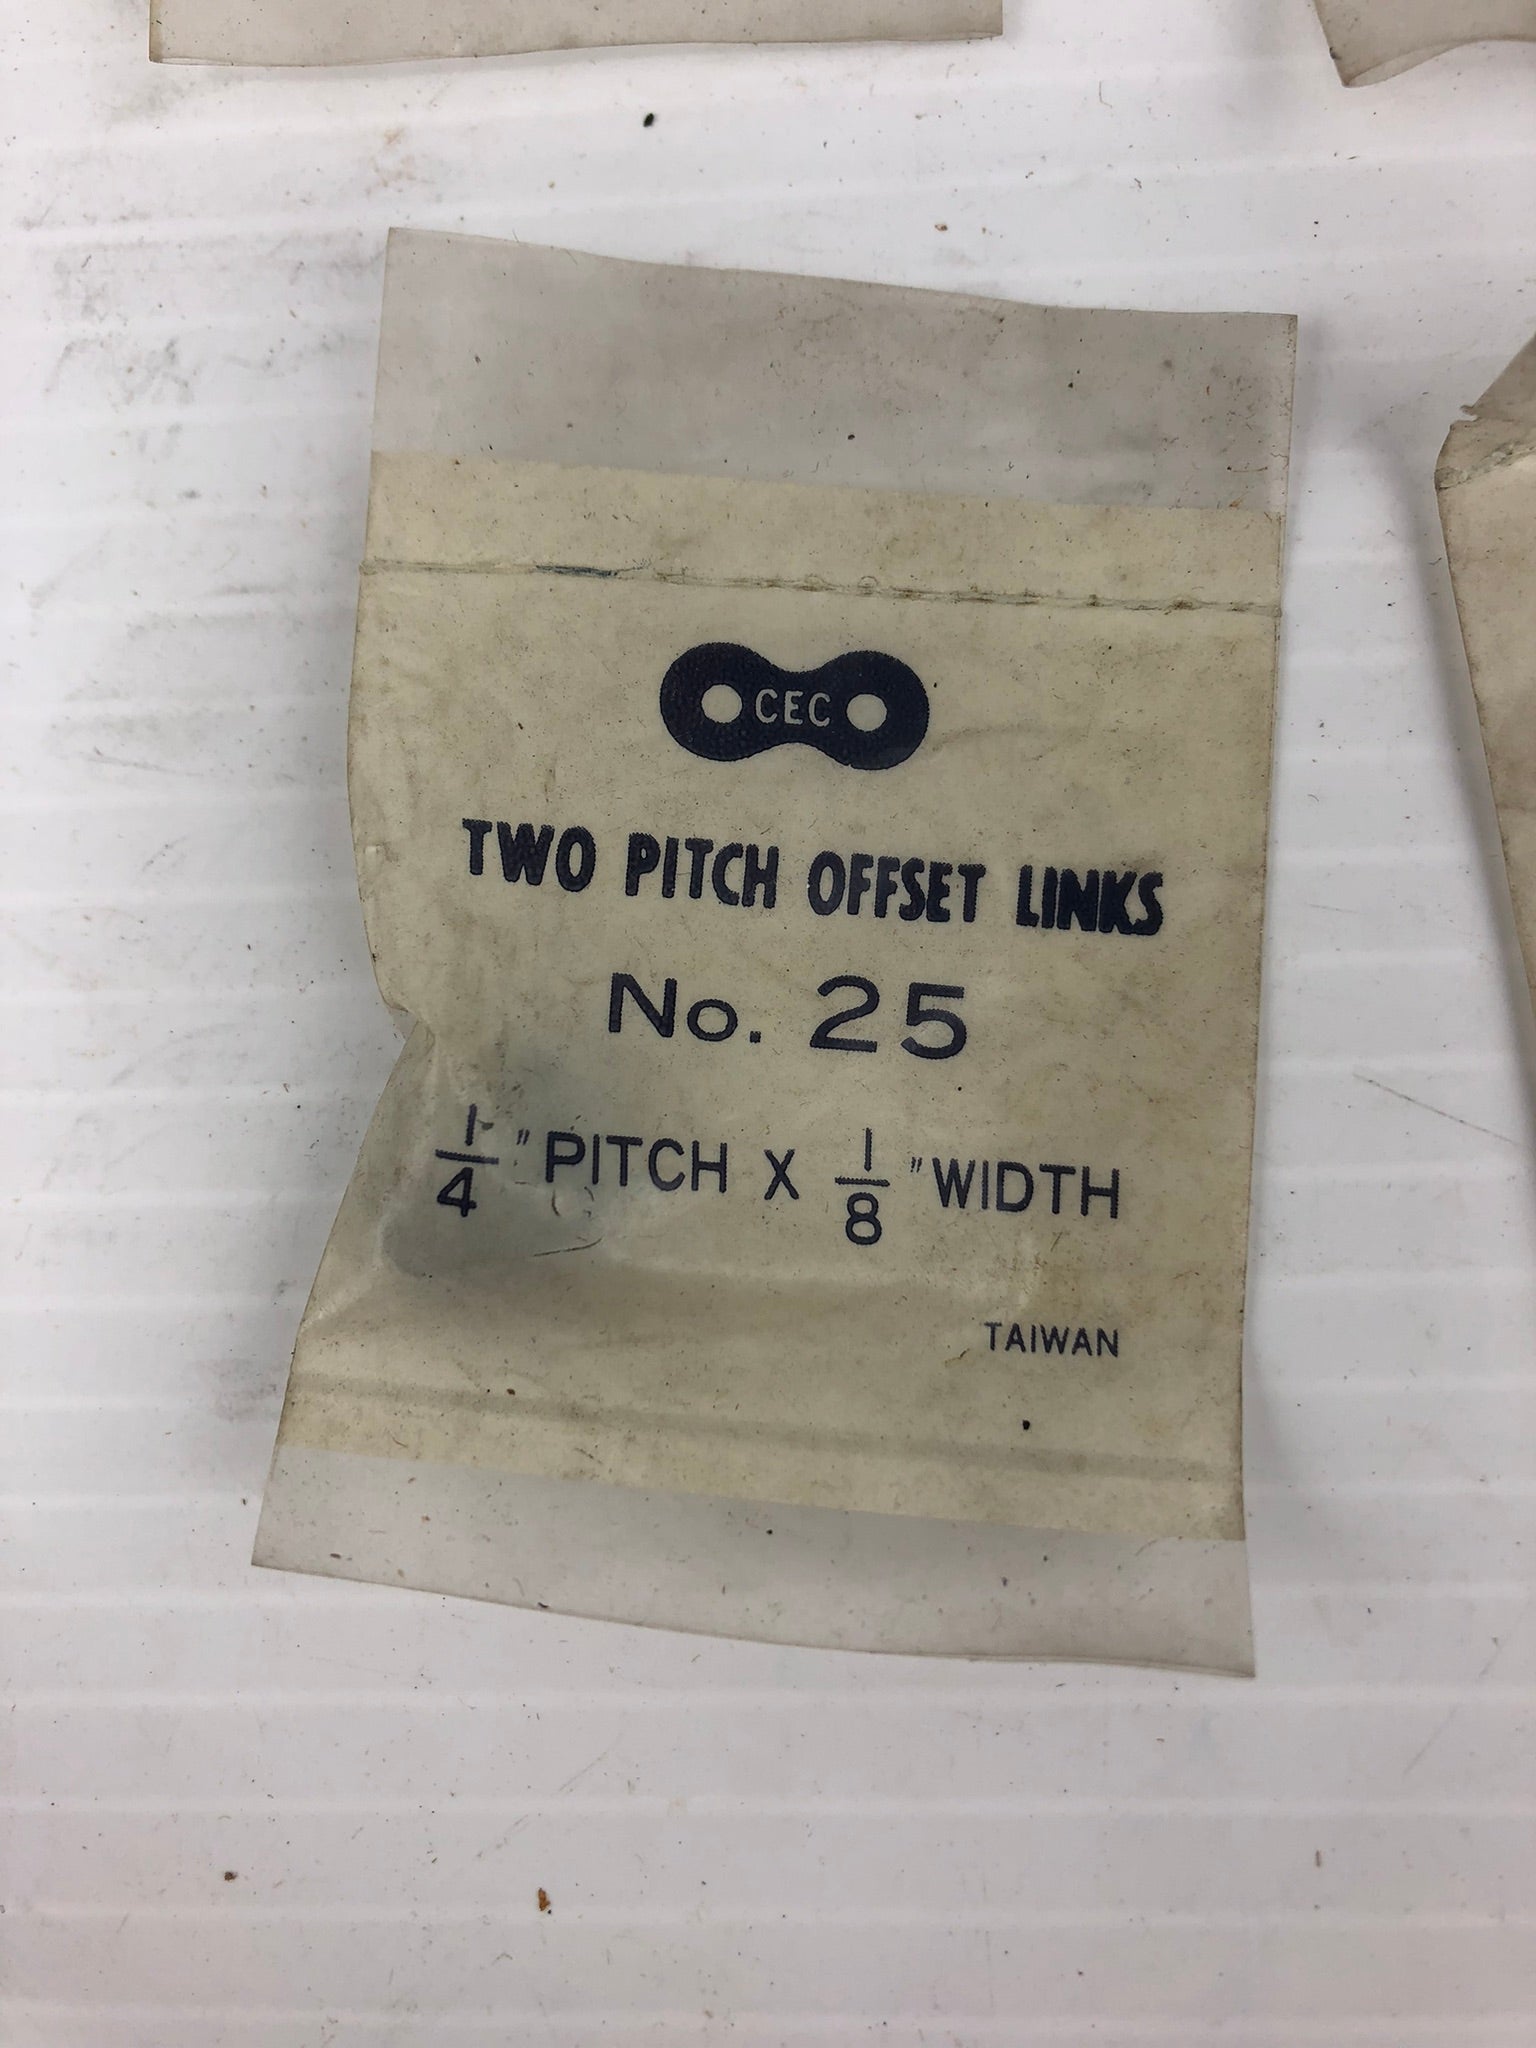 CEC
TWO PITCH OFFSET LINKS
No. 25
1/4" PITCH X 1/8" WIDTH
TAIWAN